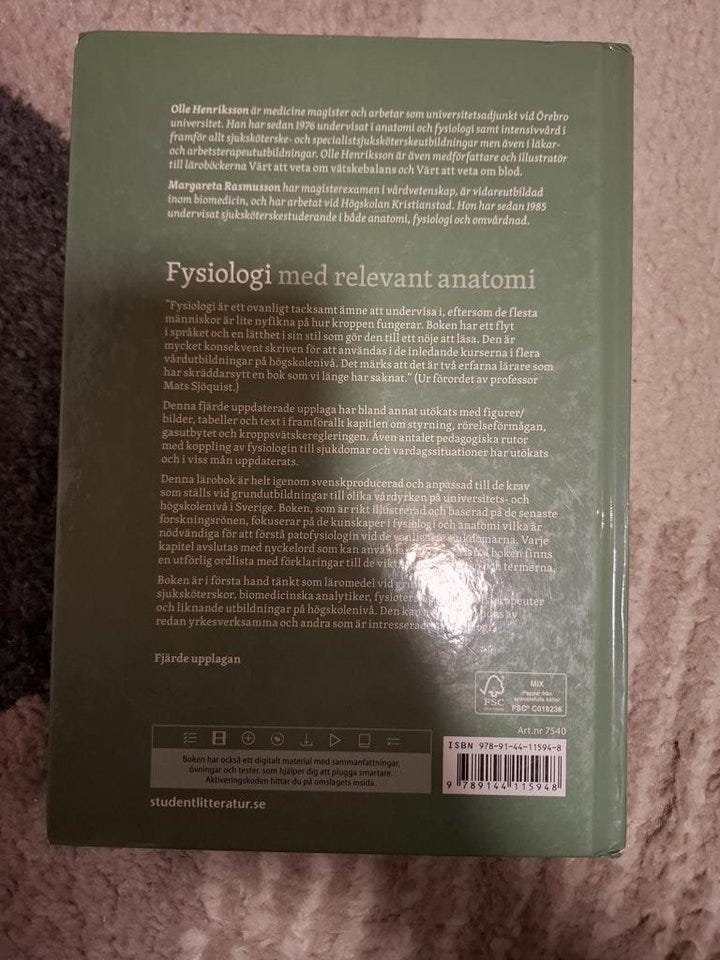 Olle Henriksson är medicine magister och arbetar som universitetsadjunkt vid Örebro
universitet. Han har sedan 1976 undervisat i anatomi och fysiologi samt intensivvård i
framför allt sjuksköterske- och specialistsjuksköterskeutbildningar men även i läkar-
och arbetsterapeututbildningar. Olle Henriksson är även medförfattare och illustratör
till läroböckerna Värt att veta om vätskebalans och Värt att veta om blod.
Margareta Rasmusson har magisterexamen i vårdvetenskap, är vidareutbildad
inom biomedicin, och har arbetat vid Högskolan Kristianstad. Hon har sedan 1985
undervisat sjuksköterskestuderande i både anatomi, fysiologi och omvårdnad.
Fysiologi med relevant anatomi
"Fysiologi är ett ovanligt tacksamt ämne att undervisa i, eftersom de flesta
människor är lite nyfikna på hur kroppen fungerar. Boken har ett flyt
i språket och en lätthet i sin stil som gör den till ett nöje att läsa. Den är
mycket konsekvent skriven för att användas i de inledande kurserna i flera
vårdutbildningar på högskolenivå. Det märks att det är två erfarna lärare som
har skräddarsytt en bok som vi länge har saknat." (Ur förordet av professor
Mats Sjöquist.)
Denna fjärde uppdaterade upplaga har bland annat utökats med figurer/
bilder, tabeller och text i framförallt kapitlen om styrning, rörelseförmågan,
gasutbytet och kroppsvätskeregleringen. Även antalet pedagogiska rutor
med koppling av fysiologin till sjukdomar och vardagssituationer har utökats
och i viss mån uppdaterats.
Denna lärobok är helt igenom svenskproducerad och anpassad till de krav
som ställs vid grundutbildningar till olika vårdyrken på universitets- och
högskolenivå i Sverige. Boken, som är rikt illustrerad och baserad på de senaste
forskningsrönen, fokuserar på de kunskaper i fysiologi och anatomi vilka är
nödvändiga för att förstå patofysiologin vid de vanligare sjukdomarna. Varje
kapitel avslutas med nyckelord som kan boken finns
en utförlig ordlista med förklaringar till de och termerna.
Boken är i första hand tänkt som läromedel vid
sjuksköterskor, biomedicinska analytiker,
och liknande utbildningar på högskolenivå. Den av
redan yrkesverksamma och andra som är
Fjärde upplagan
FSC
MIX
Papper från
ansvarsfulla källor
FSC® C018236
Art.nr 7540
ISBN 978-91-44-11594-8
9 789144 115948
Boken har också ett digitalt material med sammanfattningar,
övningar och tester, som hjälper dig att plugga smartare.
Aktiveringskoden hittar du på omslagets insida.
studentlitteratur.se